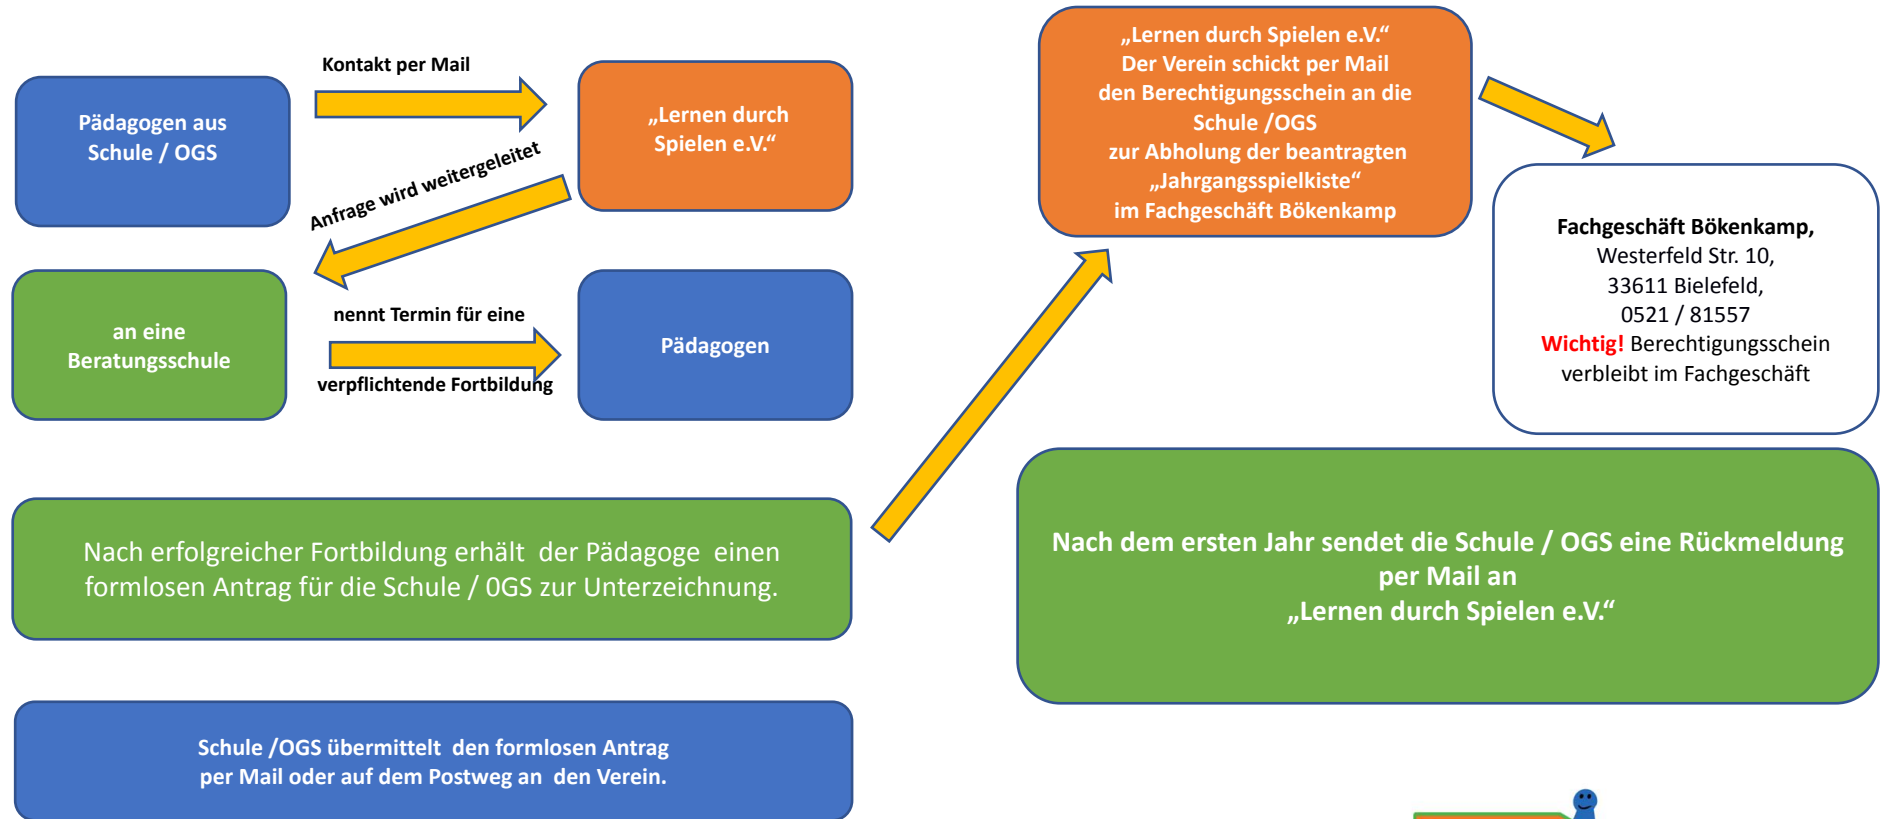 Kontakt per Mail
Pädagogen aus
Schule / OGS
„Lernen durch
Spielen e.V.“
Anfrage wird weitergeleitet
an eine
Beratungsschule
nennt Termin für eine
verpflichtende Fortbildung
Pädagogen
Nach erfolgreicher Fortbildung erhält der Pädagoge einen
formlosen Antrag für die Schule / 0GS zur Unterzeichnung.
Schule /OGS übermittelt den formlosen Antrag
per Mail oder auf dem Postweg an den Verein.
„Lernen durch Spielen e.V.“
Der Verein schickt per Mail
den Berechtigungsschein an die
Schule /OGS
zur Abholung der beantragten
„Jahrgangsspielkiste“
im Fachgeschäft Bökenkamp
Fachgeschäft Bökenkamp,
Westerfeld Str. 10,
33611 Bielefeld,
0521 / 81557
Wichtig! Berechtigungsschein
verbleibt im Fachgeschäft
Nach dem ersten Jahr sendet die Schule / OGS eine Rückmeldung
per Mail an
„Lernen durch Spielen e.V.“